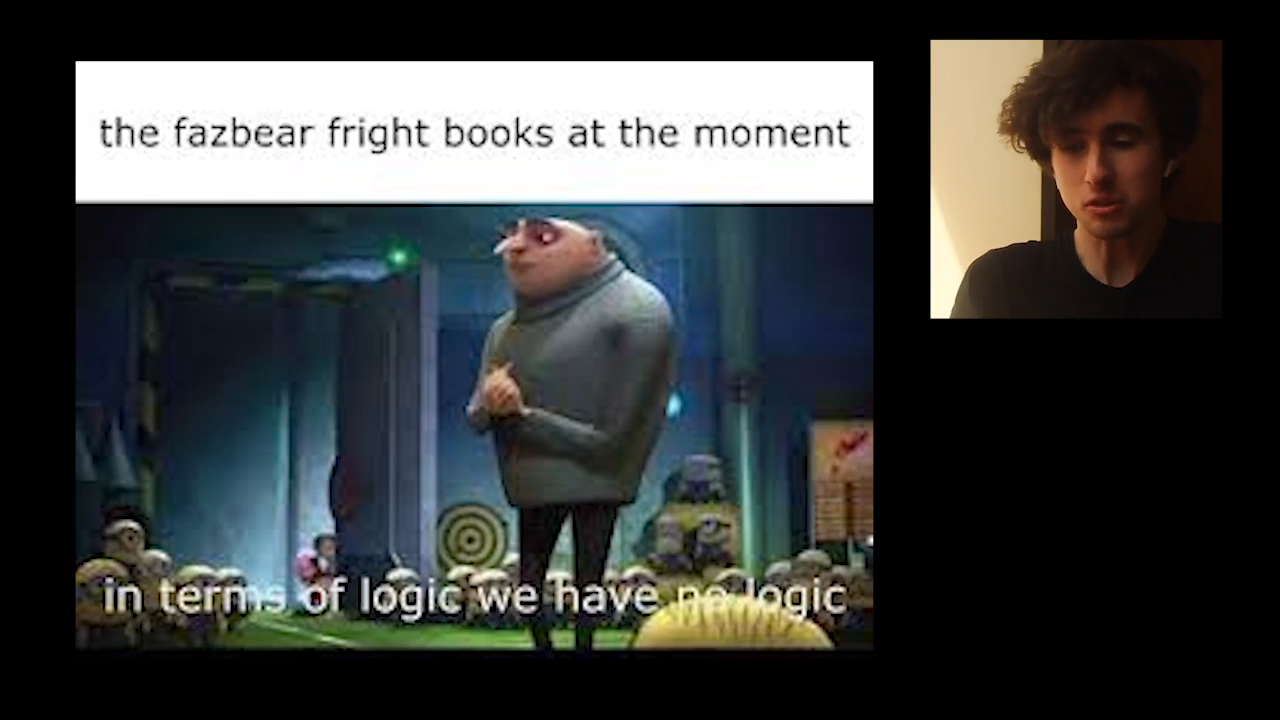 the fazbear fright books at the moment
in terms of logic we have no logic